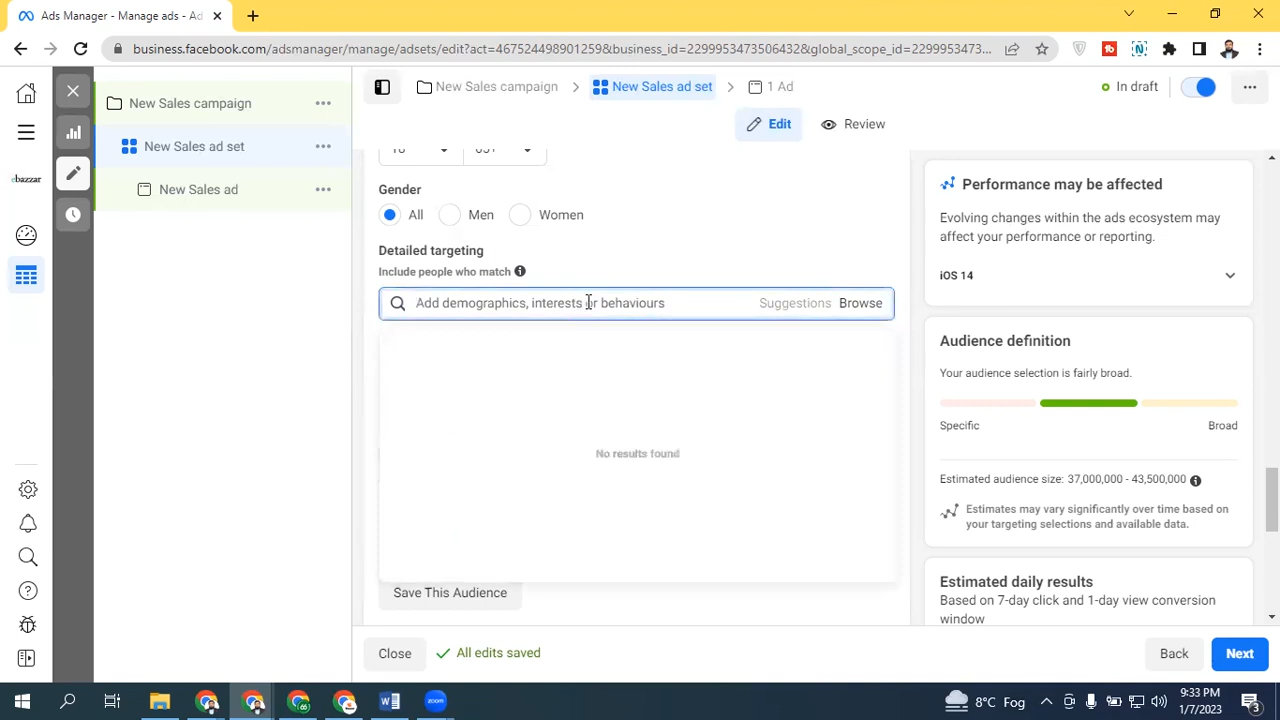 Ads Manager - Manage ads - Ad
business.facebook.com/adsmanager/manage/adsets/edit?act=467524498901259&business_id=2299953473506432&global_scope_id=2299953473...
New Sales campaign
New Sales ad set
New Sales ad
ebazzar
New Sales campaign > New Sales ad set > 1 Ad
In draft
Edit
Review
18
65+
Gender
All
Men
Women
Detailed targeting
Include people who match
Add demographics, interests or behaviours
Suggestions
Browse
No results found
Save This Audience
Close
All edits saved
Back
Next
Performance may be affected
Evolving changes within the ads ecosystem may
affect your performance or reporting.
iOS 14
Audience definition
Your audience selection is fairly broad.
Specific
Broad
Estimated audience size: 37,000,000 - 43,500,000
Estimates may vary significantly over time based on
your targeting selections and available data.
Estimated daily results
Based on 7-day click and 1-day view conversion
window
zoom
8°C Fog
9:33 PM
1/7/2023
3